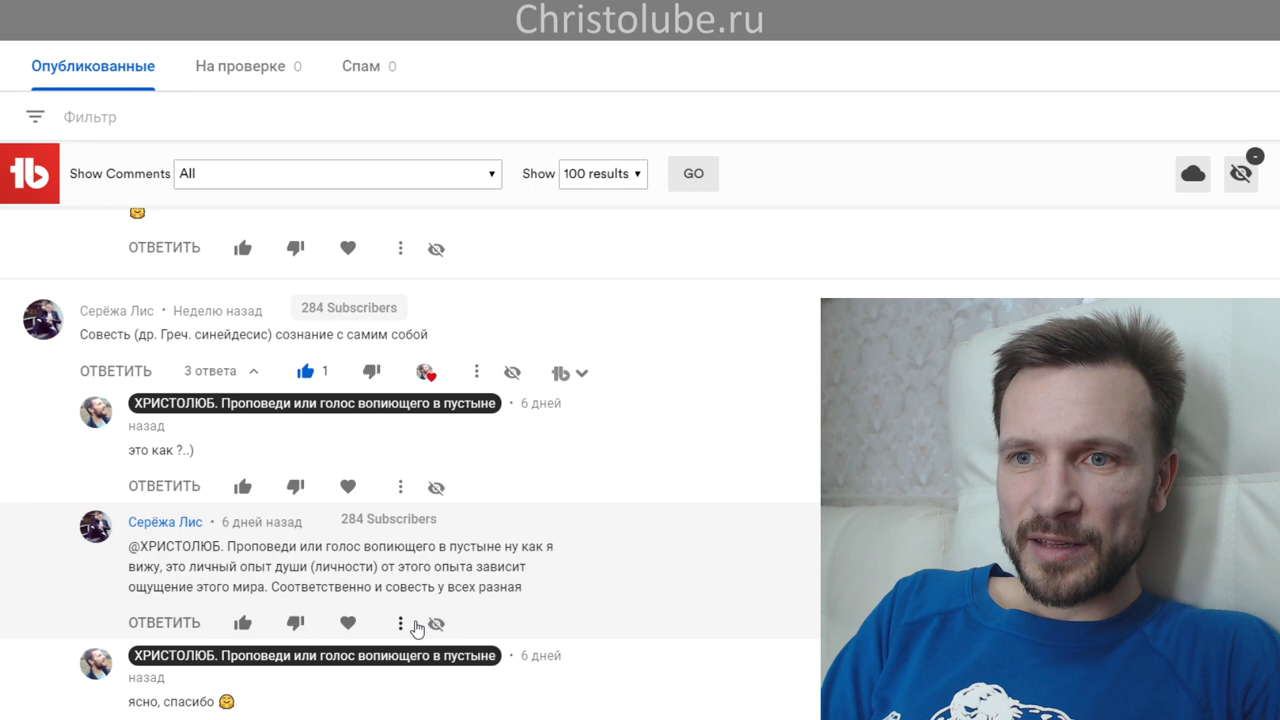 Christolube.ru
Опубликованные На проверке 0 Спам 0
Фильтр
Show Comments All Show 100 results GO
-
ОТВЕТИТЬ
Серёжа Лис • Неделю назад 284 Subscribers
Совесть (др. Греч. синейдесис) сознание с самим собой
ОТВЕТИТЬ 3 ответа 1
ХРИСТОЛЮБ. Проповеди или голос вопиющего в пустыне • 6 дней
назад
это как ?..)
ОТВЕТИТЬ
Серёжа Лис • 6 дней назад 284 Subscribers
@ХРИСТОЛЮБ. Проповеди или голос вопиющего в пустыне ну как я
вижу, это личный опыт души (личности) от этого опыта зависит
ощущение этого мира. Соответственно и совесть у всех разная
ОТВЕТИТЬ
ХРИСТОЛЮБ. Проповеди или голос вопиющего в пустыне • 6 дней
назад
ясно, спасибо